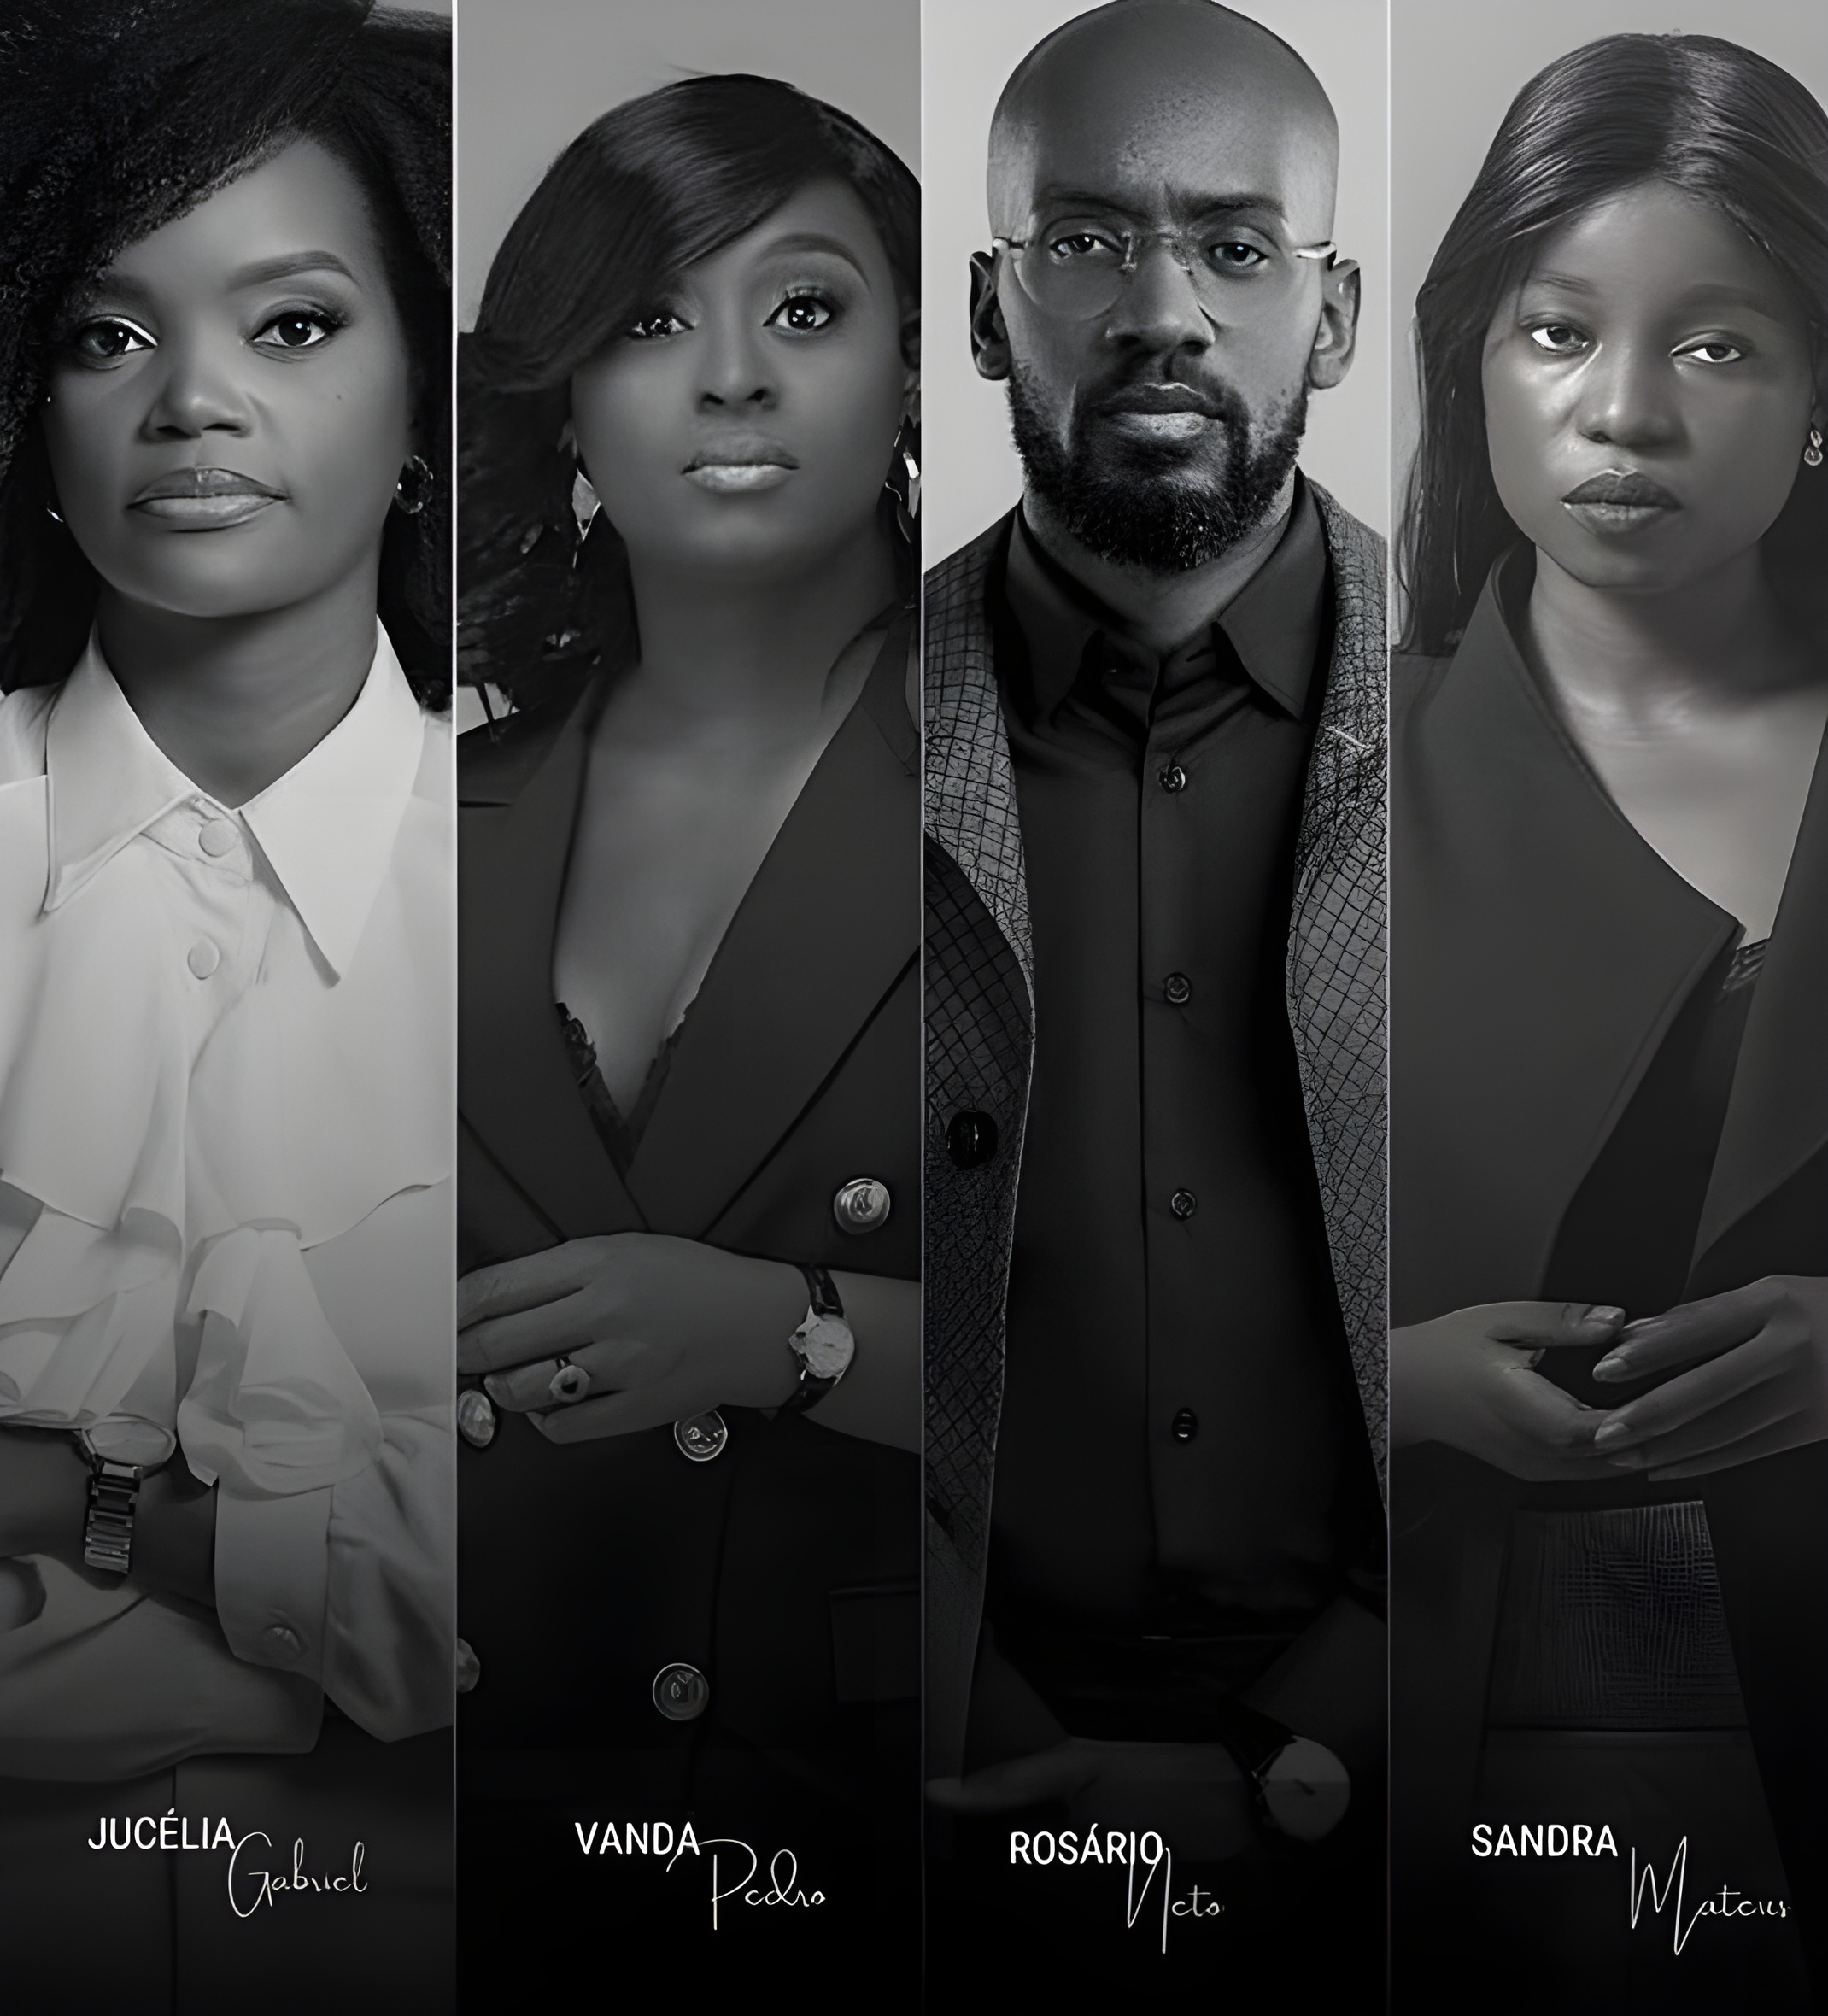 JUCÉLIA
Gabriel
VANDA
Pedro
ROSÁRIO
Neto
SANDRA
Mateus